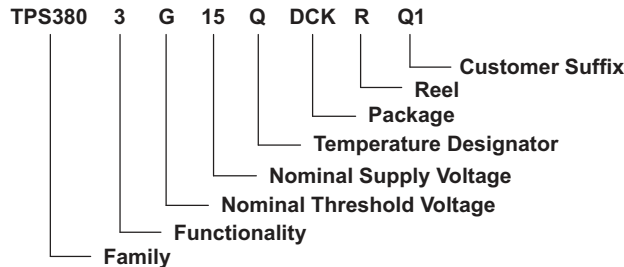 TPS380 3 G 15 Q DCK R Q1
Customer Suffix
Reel
Package
Temperature Designator
Nominal Supply Voltage
Nominal Threshold Voltage
Functionality
Family